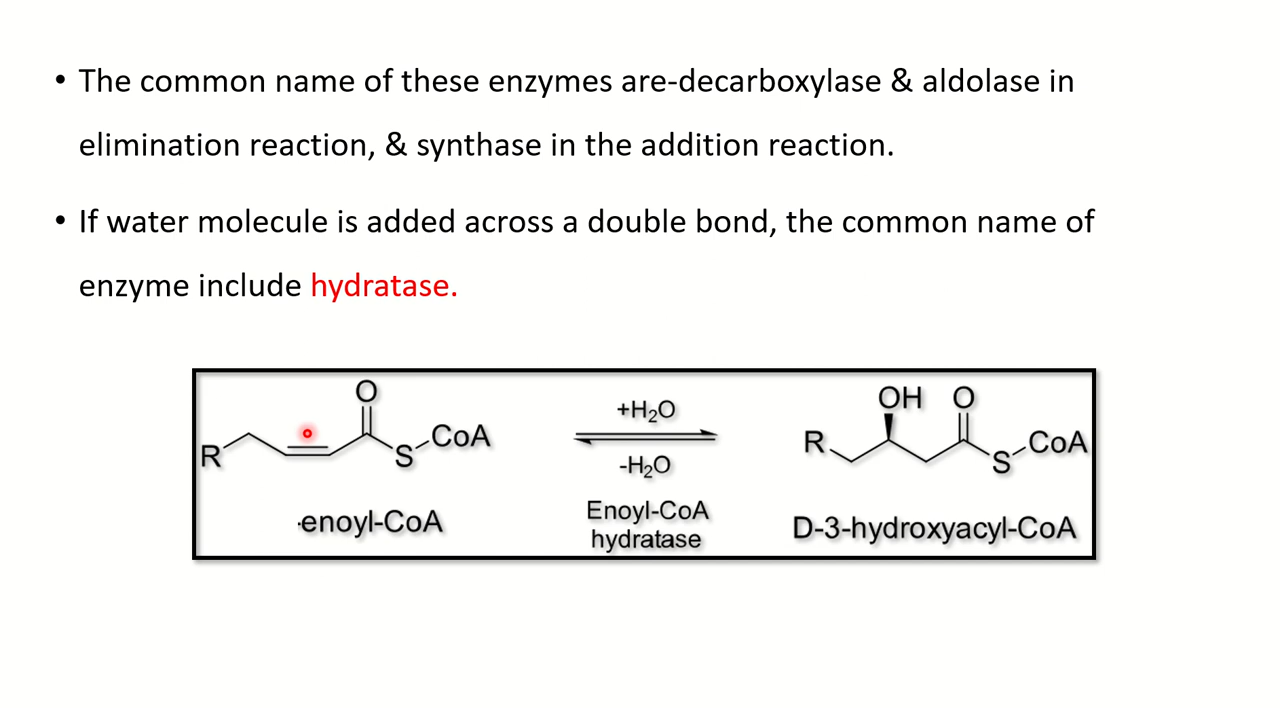 • The common name of these enzymes are-decarboxylase & aldolase in
elimination reaction, & synthase in the addition reaction.
• If water molecule is added across a double bond, the common name of
enzyme include hydratase.
O
R
S
CoA
enoyl-CoA
+H₂O
-H₂O
Enoyl-CoA
hydratase
OH
O
R
S
CoA
D-3-hydroxyacyl-CoA